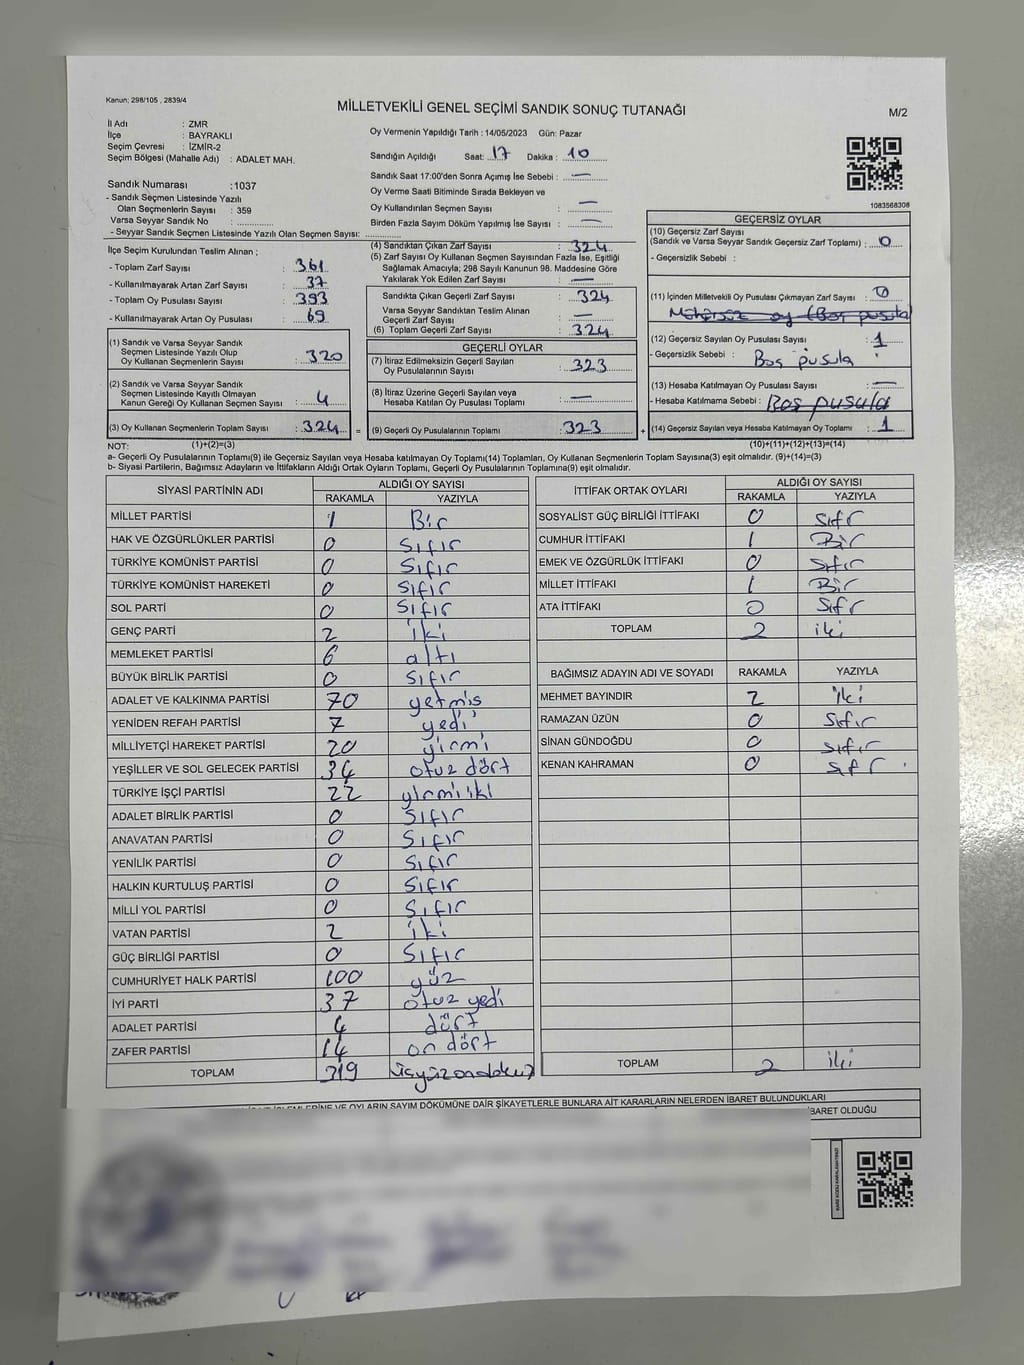 Kanun; 298/105 , 2839/4
MİLLETVEKİLİ GENEL SEÇİMİ SANDIK SONUÇ TUTANAĞI
M/2
İl Adı : ZMR
İlçe : BAYRAKLI
Seçim Çevresi : İZMİR-2
Seçim Bölgesi (Mahalle Adı) : ADALET MAH.
Sandık Numarası :1037
- Sandık Seçmen Listesinde Yazılı
Olan Seçmenlerin Sayısı : 359
Varsa Seyyar Sandık No :
- Seyyar Sandık Seçmen Listesinde Yazılı Olan Seçmen Sayısı:
Oy Vermenin Yapıldığı Tarih : 14/05/2023 Gün: Pazar
Sandığın Açıldığı Saat: 17 Dakika : 10
Sandık Saat 17:00'den Sonra Açımış İse Sebebi : —
Oy Verme Saati Bitiminde Sırada Bekleyen ve
Oy Kullandırılan Seçmen Sayısı : —
Birden Fazla Sayım Döküm Yapılmış İse Sayısı : —
1083568308
İlçe Seçim Kurulundan Teslim Alınan ;
- Toplam Zarf Sayısı : 361
- Kullanılmayarak Artan Zarf Sayısı : 37
- Toplam Oy Pusulası Sayısı : 393
- Kullanılmayarak Artan Oy Pusulası : 69
(1) Sandık ve Varsa Seyyar Sandık
Seçmen Listesinde Yazılı Olup
Oy Kullanan Seçmenlerin Sayısı : 320
(2) Sandık ve Varsa Seyyar Sandık
Seçmen Listesinde Kayıtlı Olmayan
Kanun Gereği Oy Kullanan Seçmen Sayısı : 4
(3) Oy Kullanan Seçmenlerin Toplam Sayısı : 324 =
(4) Sandıktan Çıkan Zarf Sayısı : 324
(5) Zarf Sayısı Oy Kullanan Seçmen Sayısından Fazla İse, Eşitliği
Sağlamak Amacıyla; 298 Sayılı Kanunun 98. Maddesine Göre
Yakılarak Yok Edilen Zarf Sayısı : —
Sandıkta Çıkan Geçerli Zarf Sayısı : 324
Varsa Seyyar Sandıktan Teslim Alınan
Geçerli Zarf Sayısı : —
(6) Toplam Geçerli Zarf Sayısı : 324
GEÇERLİ OYLAR
(7) İtiraz Edilmeksizin Geçerli Sayılan
Oy Pusulalarının Sayısı : 323
(8) İtiraz Üzerine Geçerli Sayılan veya
Hesaba Katılan Oy Pusulası Toplamı : —
(9) Geçerli Oy Pusulalarının Toplamı : 323 +
GEÇERSİZ OYLAR
(10) Geçersiz Zarf Sayısı
(Sandık ve Varsa Seyyar Sandık Geçersiz Zarf Toplamı) : 0
- Geçersizlik Sebebi :
(11) İçinden Milletvekili Oy Pusulası Çıkmayan Zarf Sayısı : 0
oy (Boş pusula)
(12) Geçersiz Sayılan Oy Pusulası Sayısı : 1
- Geçersizlik Sebebi : Boş pusula
(13) Hesaba Katılmayan Oy Pusulası Sayısı : —
- Hesaba Katılmama Sebebi : Boş pusula
(14) Geçersiz Sayılan veya Hesaba Katılmayan Oy Toplamı : 1
NOT: (1)+(2)=(3) (10)+(11)+(12)+(13)=(14)
a- Geçerli Oy Pusulalarının Toplamı(9) ile Geçersiz Sayılan veya Hesaba katılmayan Oy Toplamı(14) Toplamları, Oy Kullanan Seçmenlerin Toplam Sayısına(3) eşit olmalıdır. (9)+(14)=(3)
b- Siyasi Partilerin, Bağımsız Adayların ve İttifakların Aldığı Ortak Oyların Toplamı, Geçerli Oy Pusulalarının Toplamına(9) eşit olmalıdır.
SİYASİ PARTİNİN ADI ALDIĞI OY SAYISI
RAKAMLA YAZIYLA
MİLLET PARTİSİ 1 Bir
HAK VE ÖZGÜRLÜKLER PARTİSİ 0 Sıfır
TÜRKİYE KOMÜNİST PARTİSİ 0 Sıfır
TÜRKİYE KOMÜNİST HAREKETİ 0 Sıfır
SOL PARTİ 0 Sıfır
GENÇ PARTİ 2 iki
MEMLEKET PARTİSİ 6 altı
BÜYÜK BİRLİK PARTİSİ 0 Sıfır
ADALET VE KALKINMA PARTİSİ 70 yetmiş
YENİDEN REFAH PARTİSİ 7 yedi
MİLLİYETÇİ HAREKET PARTİSİ 20 yirmi
YEŞİLLER VE SOL GELECEK PARTİSİ 34 otuz dört
TÜRKİYE İŞÇİ PARTİSİ 22 yirmi iki
ADALET BİRLİK PARTİSİ 0 Sıfır
ANAVATAN PARTİSİ 0 Sıfır
YENİLİK PARTİSİ 0 Sıfır
HALKIN KURTULUŞ PARTİSİ 0 Sıfır
MİLLİ YOL PARTİSİ 0 Sıfır
VATAN PARTİSİ 2 iki
GÜÇ BİRLİĞİ PARTİSİ 0 Sıfır
CUMHURİYET HALK PARTİSİ 100 yüz
İYİ PARTİ 37 otuz yedi
ADALET PARTİSİ 4 dört
ZAFER PARTİSİ 14 on dört
TOPLAM 319
İTTİFAK ORTAK OYLARI ALDIĞI OY SAYISI
RAKAMLA YAZIYLA
SOSYALİST GÜÇ BİRLİĞİ İTTİFAKI 0 Sıfr
CUMHUR İTTİFAKI 1 Bir
EMEK VE ÖZGÜRLÜK İTTİFAKI 0 Sıfır
MİLLET İTTİFAKI 1 Bir
ATA İTTİFAKI 0 Sıfr
TOPLAM 2 iki
BAĞIMSIZ ADAYIN ADI VE SOYADI RAKAMLA YAZIYLA
MEHMET BAYINDIR 2 iki
RAMAZAN ÜZÜN 0 Sıfır
SİNAN GÜNDOĞDU 0 Sıfır
KENAN KAHRAMAN 0 Sıfr
TOPLAM 2 iki
VE OYLARIN SAYIM DÖKÜMÜNE DAİR ŞİKAYETLERLE BUNLARA AİT KARARLARIN NELERDEN İBARET BULUNDUKLARI
İBARET OLDUĞU